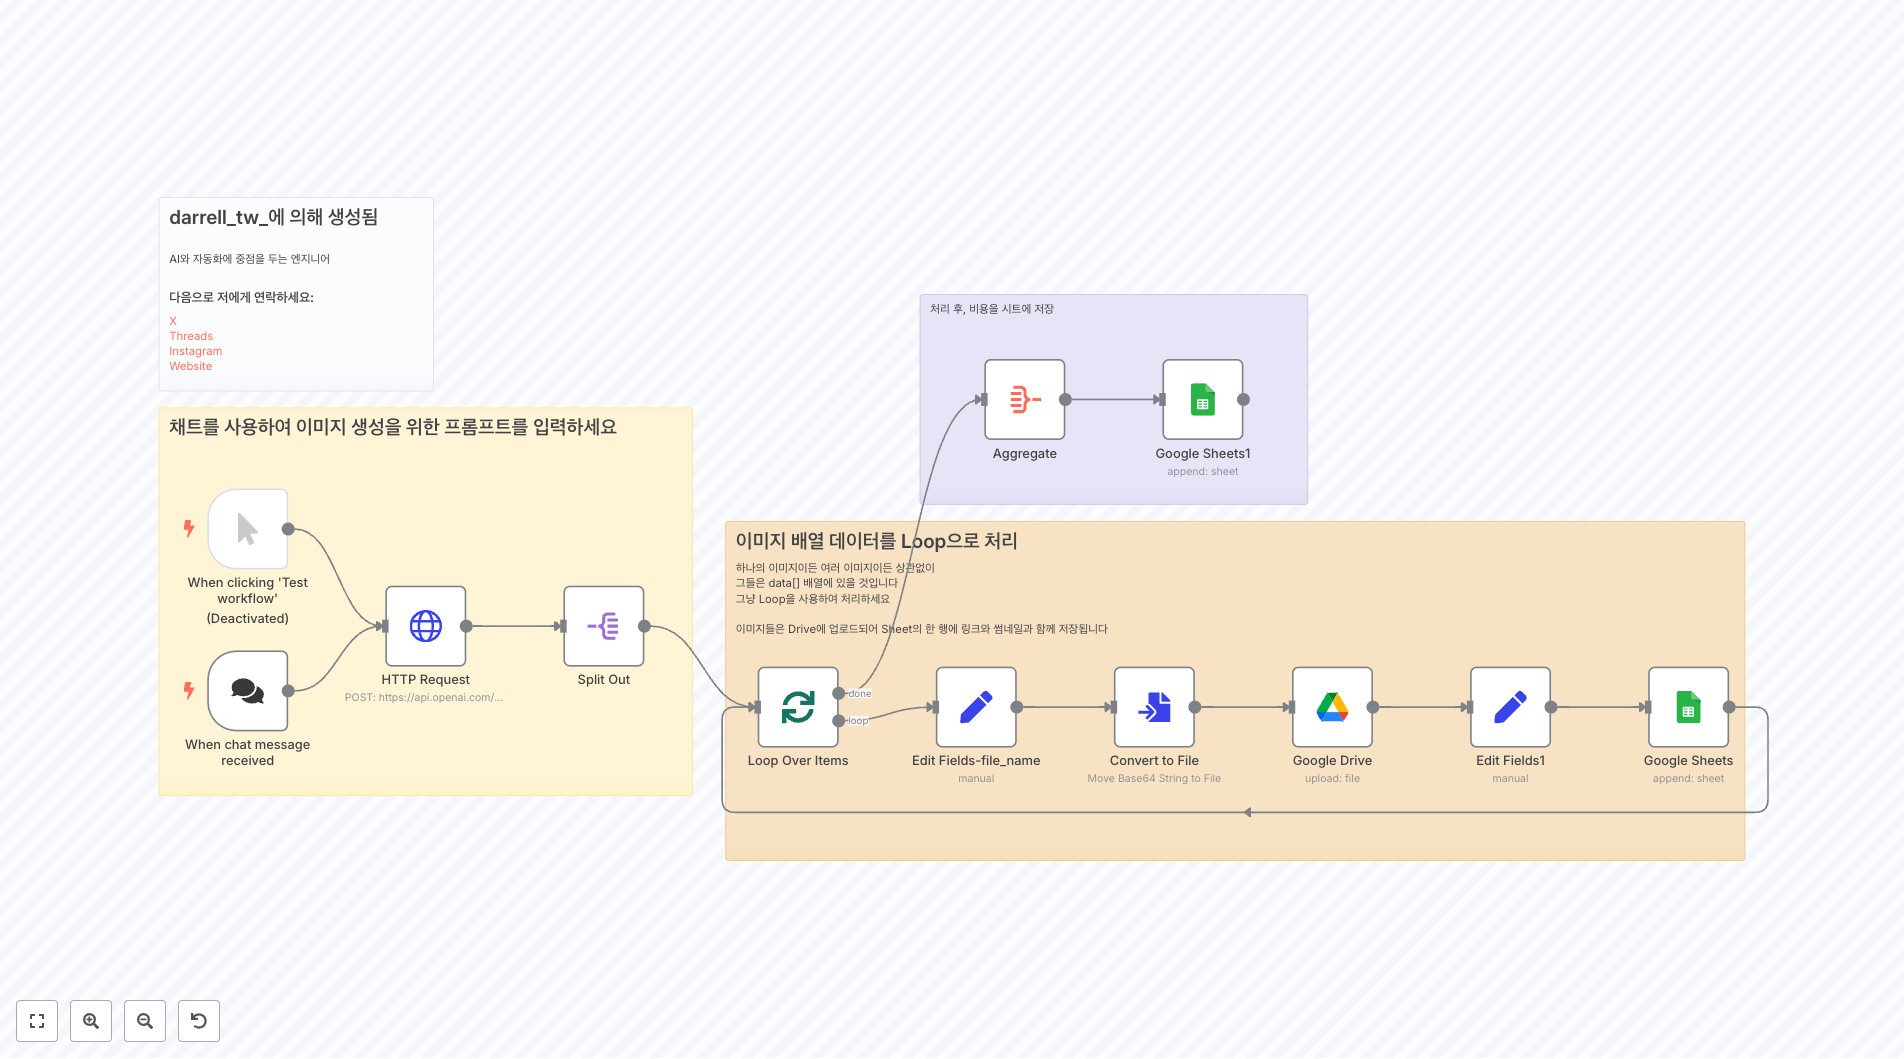 darrell_tw_에 의해 생성됨
AI와 자동화에 중점을 두는 엔지니어
다음으로 저에게 연락하세요:
X
Threads
Instagram
Website
채트를 사용하여 이미지 생성을 위한 프롬프트를 입력하세요
When clicking 'Test
workflow'
(Deactivated)
When chat message
received
HTTP Request
POST: https://api.openai.com/...
Split Out
처리 후, 비용을 시트에 저장
Aggregate
Google Sheets1
append: sheet
이미지 배열 데이터를 Loop으로 처리
하나의 이미지이든 여러 이미지이든 상관없이
그들은 data[] 배열에 있을 것입니다
그냥 Loop을 사용하여 처리하세요
이미지들은 Drive에 업로드되어 Sheet의 한 행에 링크와 썸네일과 함께 저장됩니다
done
loop
Loop Over Items
Edit Fields-file_name
manual
Convert to File
Move Base64 String to File
Google Drive
upload: file
Edit Fields1
manual
Google Sheets
append: sheet